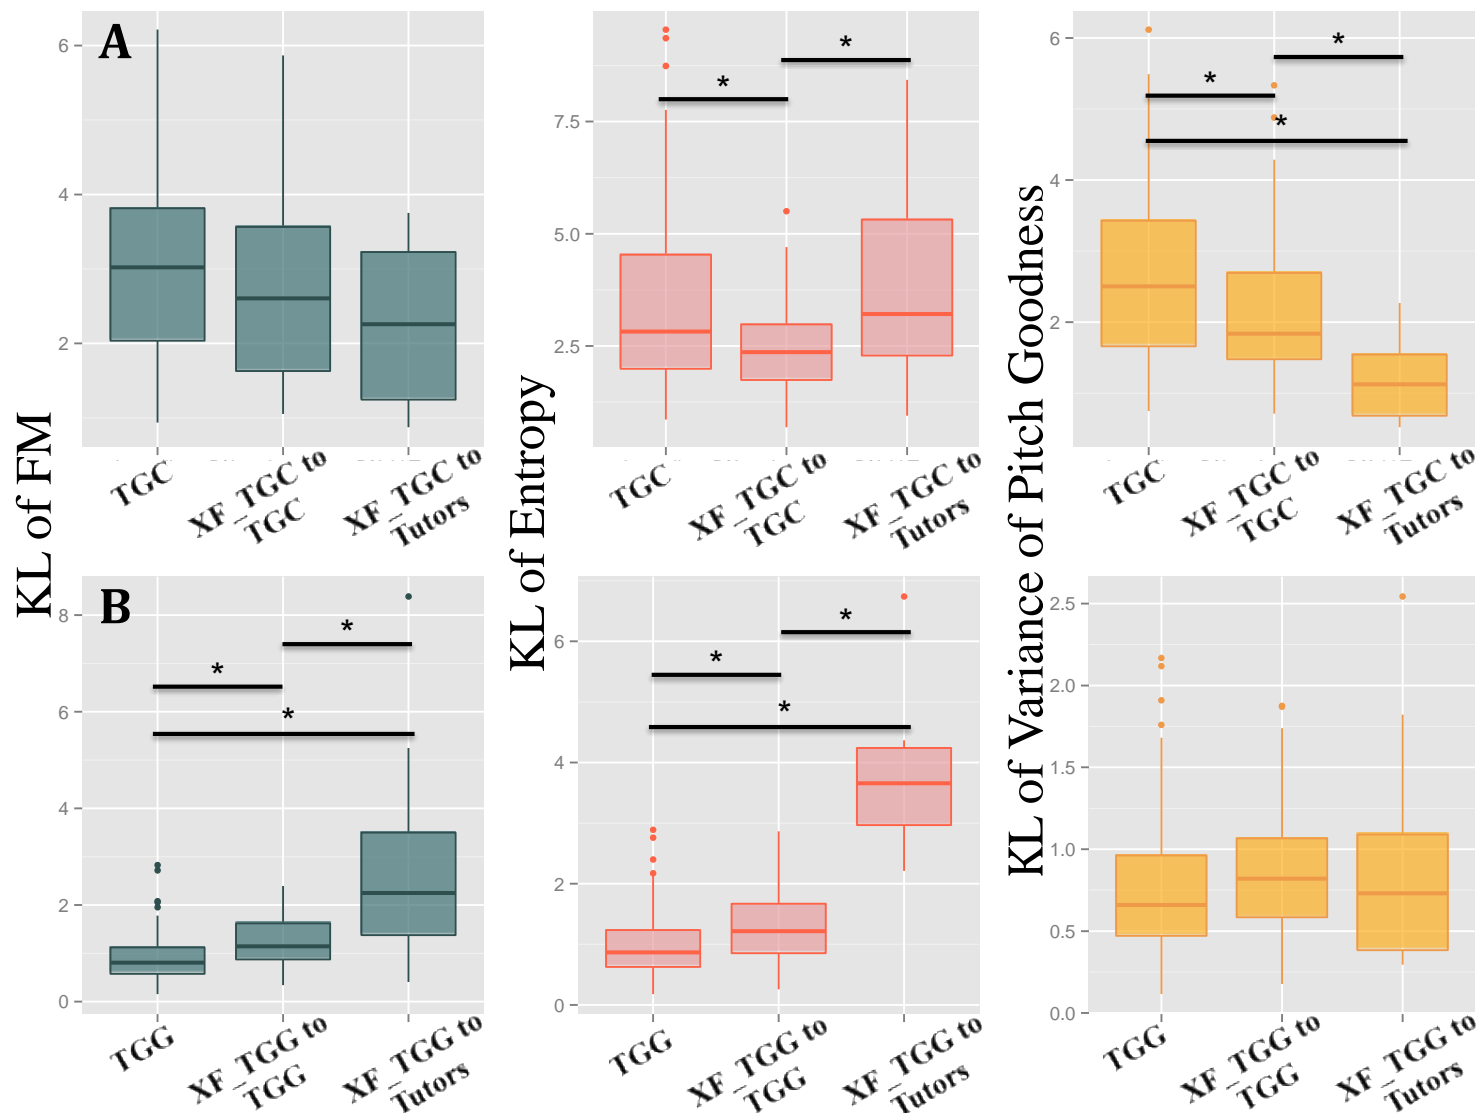 A
KL of FM
6
4
2
TGC
XF_TGC to
TGC
XF_TGC to
Tutors
KL of Entropy
7.5
5.0
2.5
*
*
TGC
XF_TGC to
TGC
XF_TGC to
Tutors
KL of Variance of Pitch Goodness
6
4
2
*
*
*
TGC
XF_TGC to
TGC
XF_TGC to
Tutors
B
8
6
4
2
0
*
*
*
TGG
XF_TGG to
TGG
XF_TGG to
Tutors
6
4
2
0
*
*
*
TGG
XF_TGG to
TGG
XF_TGG to
Tutors
2.5
2.0
1.5
1.0
0.5
0.0
TGG
XF_TGG to
TGG
XF_TGG to
Tutors